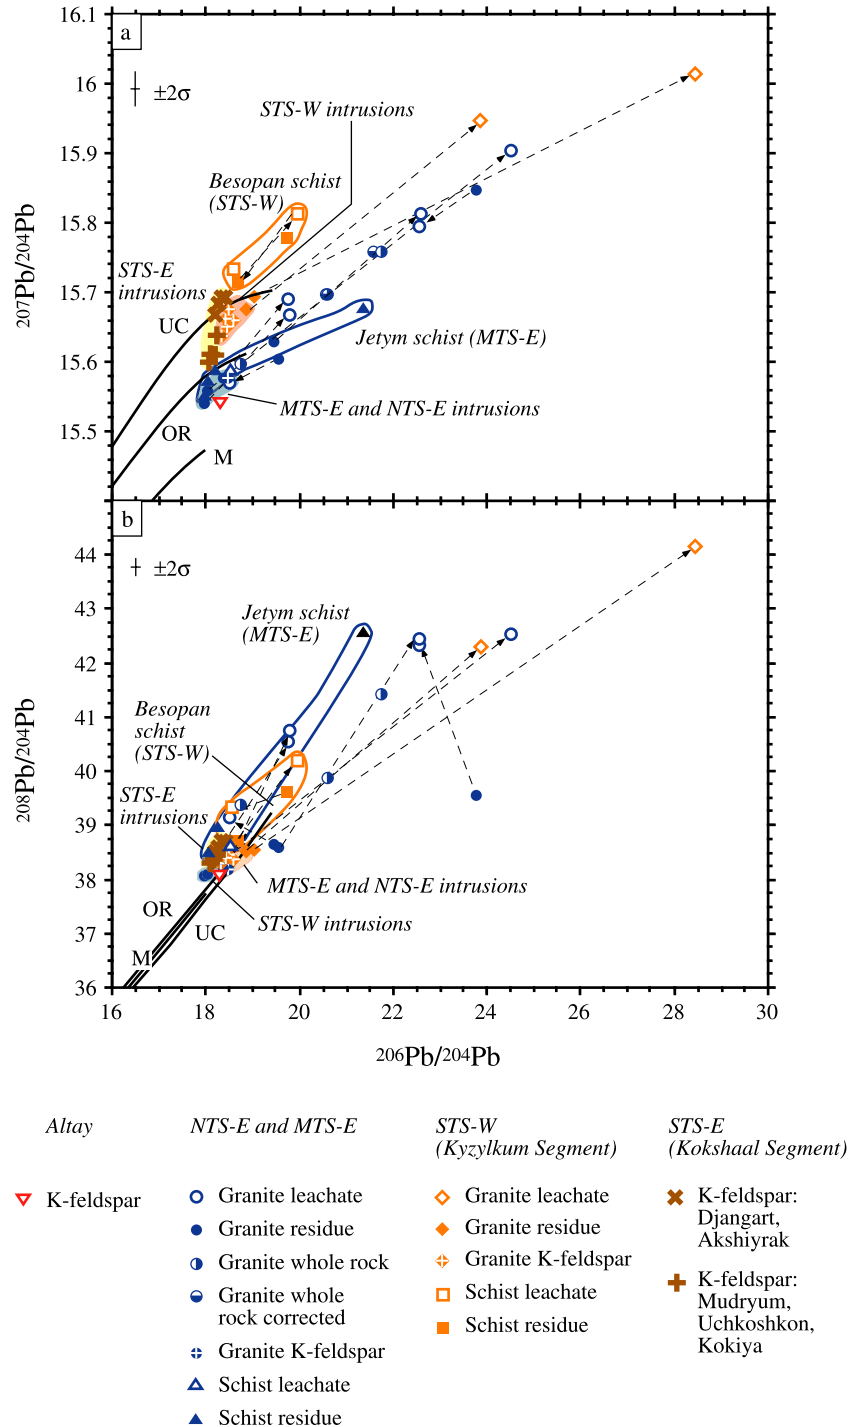 16.1
a
16
±2σ
STS-W intrusions
15.9
Besopan schist
(STS-W)
15.8
207Pb/204Pb
STS-E
intrusions
15.7
UC
Jetym schist (MTS-E)
15.6
MTS-E and NTS-E intrusions
OR
15.5
M
b
±2σ
44
43
Jetym schist
(MTS-E)
42
Besopan
schist
(STS-W)
41
208Pb/204Pb
40
STS-E
intrusions
39
MTS-E and NTS-E intrusions
38
OR
STS-W intrusions
UC
37
M
36
16 18 20 22 24 26 28 30
206Pb/204Pb
Altay
K-feldspar
NTS-E and MTS-E
Granite leachate
Granite residue
Granite whole rock
Granite whole
rock corrected
Granite K-feldspar
Schist leachate
Schist residue
STS-W
(Kyzylkum Segment)
Granite leachate
Granite residue
Granite K-feldspar
Schist leachate
Schist residue
STS-E
(Kokshaal Segment)
K-feldspar:
Djangart,
Akshiyrak
K-feldspar:
Mudryum,
Uchkoshkon,
Kokiya